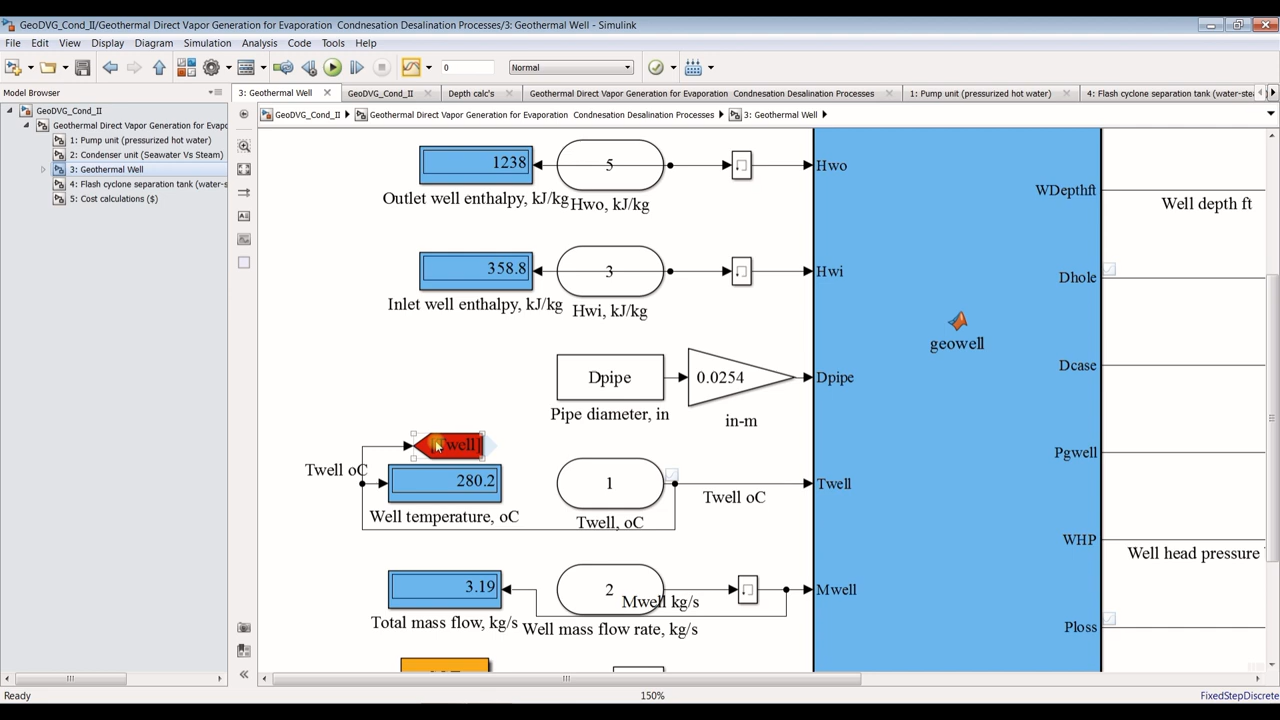 GeoDVG_Cond_II/Geothermal Direct Vapor Generation for Evaporation Condnesation Desalination Processes/3: Geothermal Well - Simulink
File Edit View Display Diagram Simulation Analysis Code Tools Help
0 Normal
Model Browser
3: Geothermal Well GeoDVG_Cond_II Depth calc's Geothermal Direct Vapor Generation for Evaporation Condnesation Desalination Processes 1: Pump unit (pressurized hot water) 4: Flash cyclone separation tank (water-stea
GeoDVG_Cond_II Geothermal Direct Vapor Generation for Evaporation Condnesation Desalination Processes 3: Geothermal Well
GeoDVG_Cond_II
Geothermal Direct Vapor Generation for Evapo
1: Pump unit (pressurized hot water)
2: Condenser unit (Seawater Vs Steam)
3: Geothermal Well
4: Flash cyclone separation tank (water-s
5: Cost calculations ($)
1238 5 Hwo
Outlet well enthalpy, kJ/kg Hwo, kJ/kg
WDepthft
Well depth ft
358.8 3 Hwi
Inlet well enthalpy, kJ/kg Hwi, kJ/kg
Dhole
geowell
Dpipe 0.0254 Dpipe
Pipe diameter, in in-m
Dcase
[Twell]
Twell oC
280.2 1 Twell
Twell oC
Well temperature, oC Twell, oC
Pgwell
WHP
Well head pressure
3.19 2 Mwell
Mwell kg/s
Total mass flow, kg/s Well mass flow rate, kg/s
Ploss
Ready 150% FixedStepDiscrete